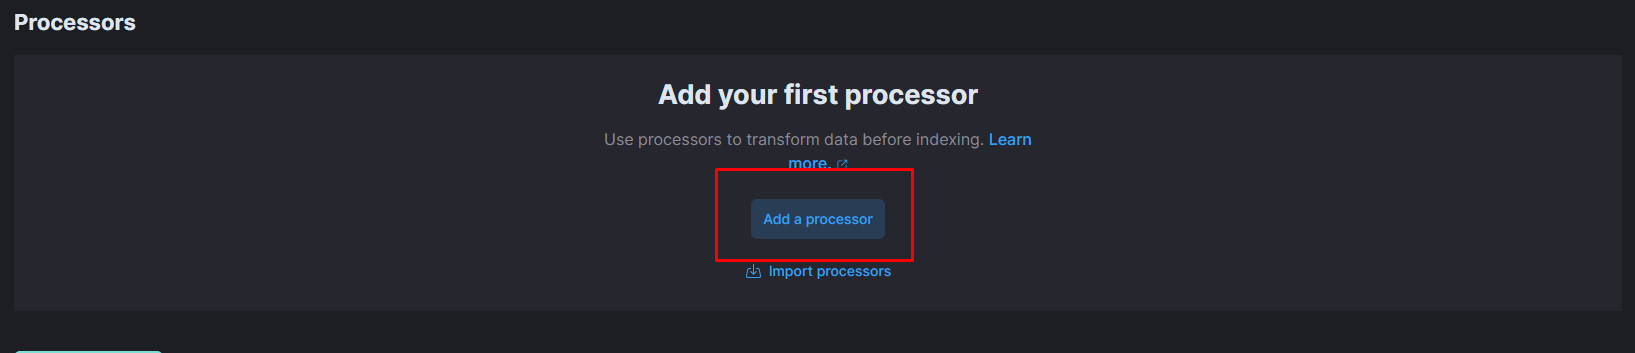 Processors
Add your first processor
Use processors to transform data before indexing. Learn
more.
Add a processor
Import processors